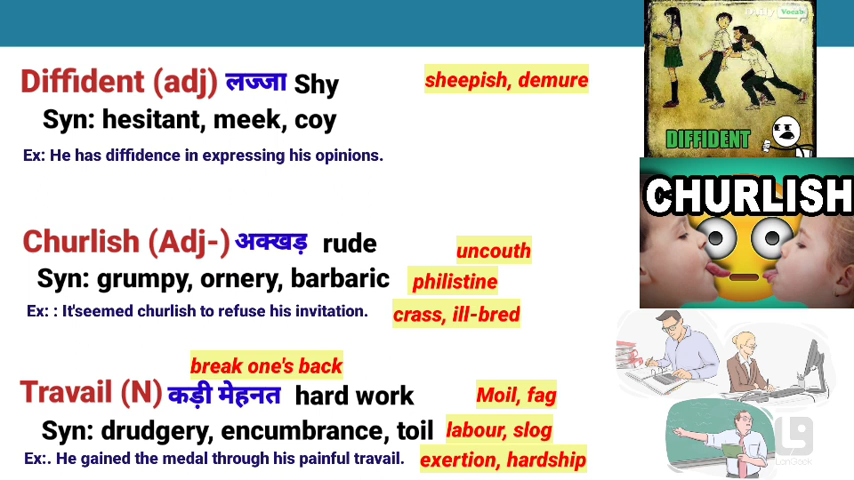 Diffident (adj) लज्जा Shy
sheepish, demure
Syn: hesitant, meek, coy
Ex: He has diffidence in expressing his opinions.
Vocab
DIFFIDENT
CHURLISH
Churlish (Adj-) अक्खड़ rude
uncouth
Syn: grumpy, ornery, barbaric
philistine
Ex: : It'seemed churlish to refuse his invitation.
crass, ill-bred
break one's back
Travail (N) कड़ी मेहनत hard work
Moil, fag
Syn: drudgery, encumbrance, toil
labour, slog
Ex:. He gained the medal through his painful travail.
exertion, hardship